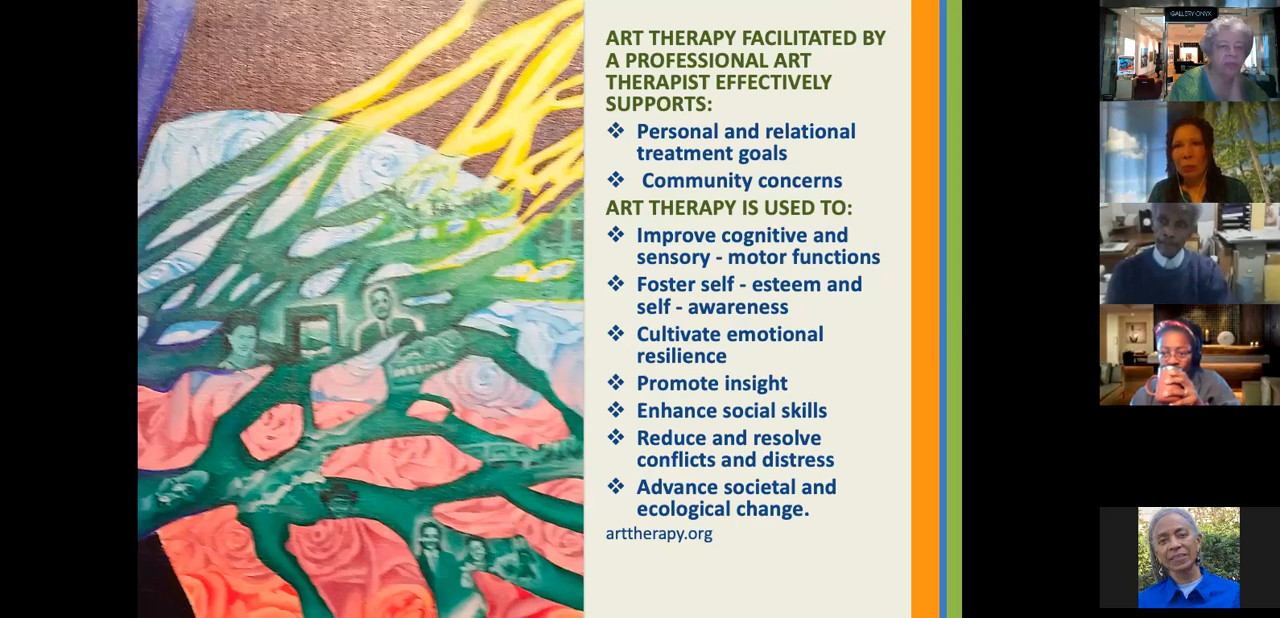 ART THERAPY FACILITATED BY
A PROFESSIONAL ART
THERAPIST EFFECTIVELY
SUPPORTS:
❖ Personal and relational
treatment goals
❖ Community concerns
ART THERAPY IS USED TO:
❖ Improve cognitive and
sensory - motor functions
❖ Foster self - esteem and
self - awareness
❖ Cultivate emotional
resilience
❖ Promote insight
❖ Enhance social skills
❖ Reduce and resolve
conflicts and distress
❖ Advance societal and
ecological change.
arttherapy.org
GALLERY ONYX